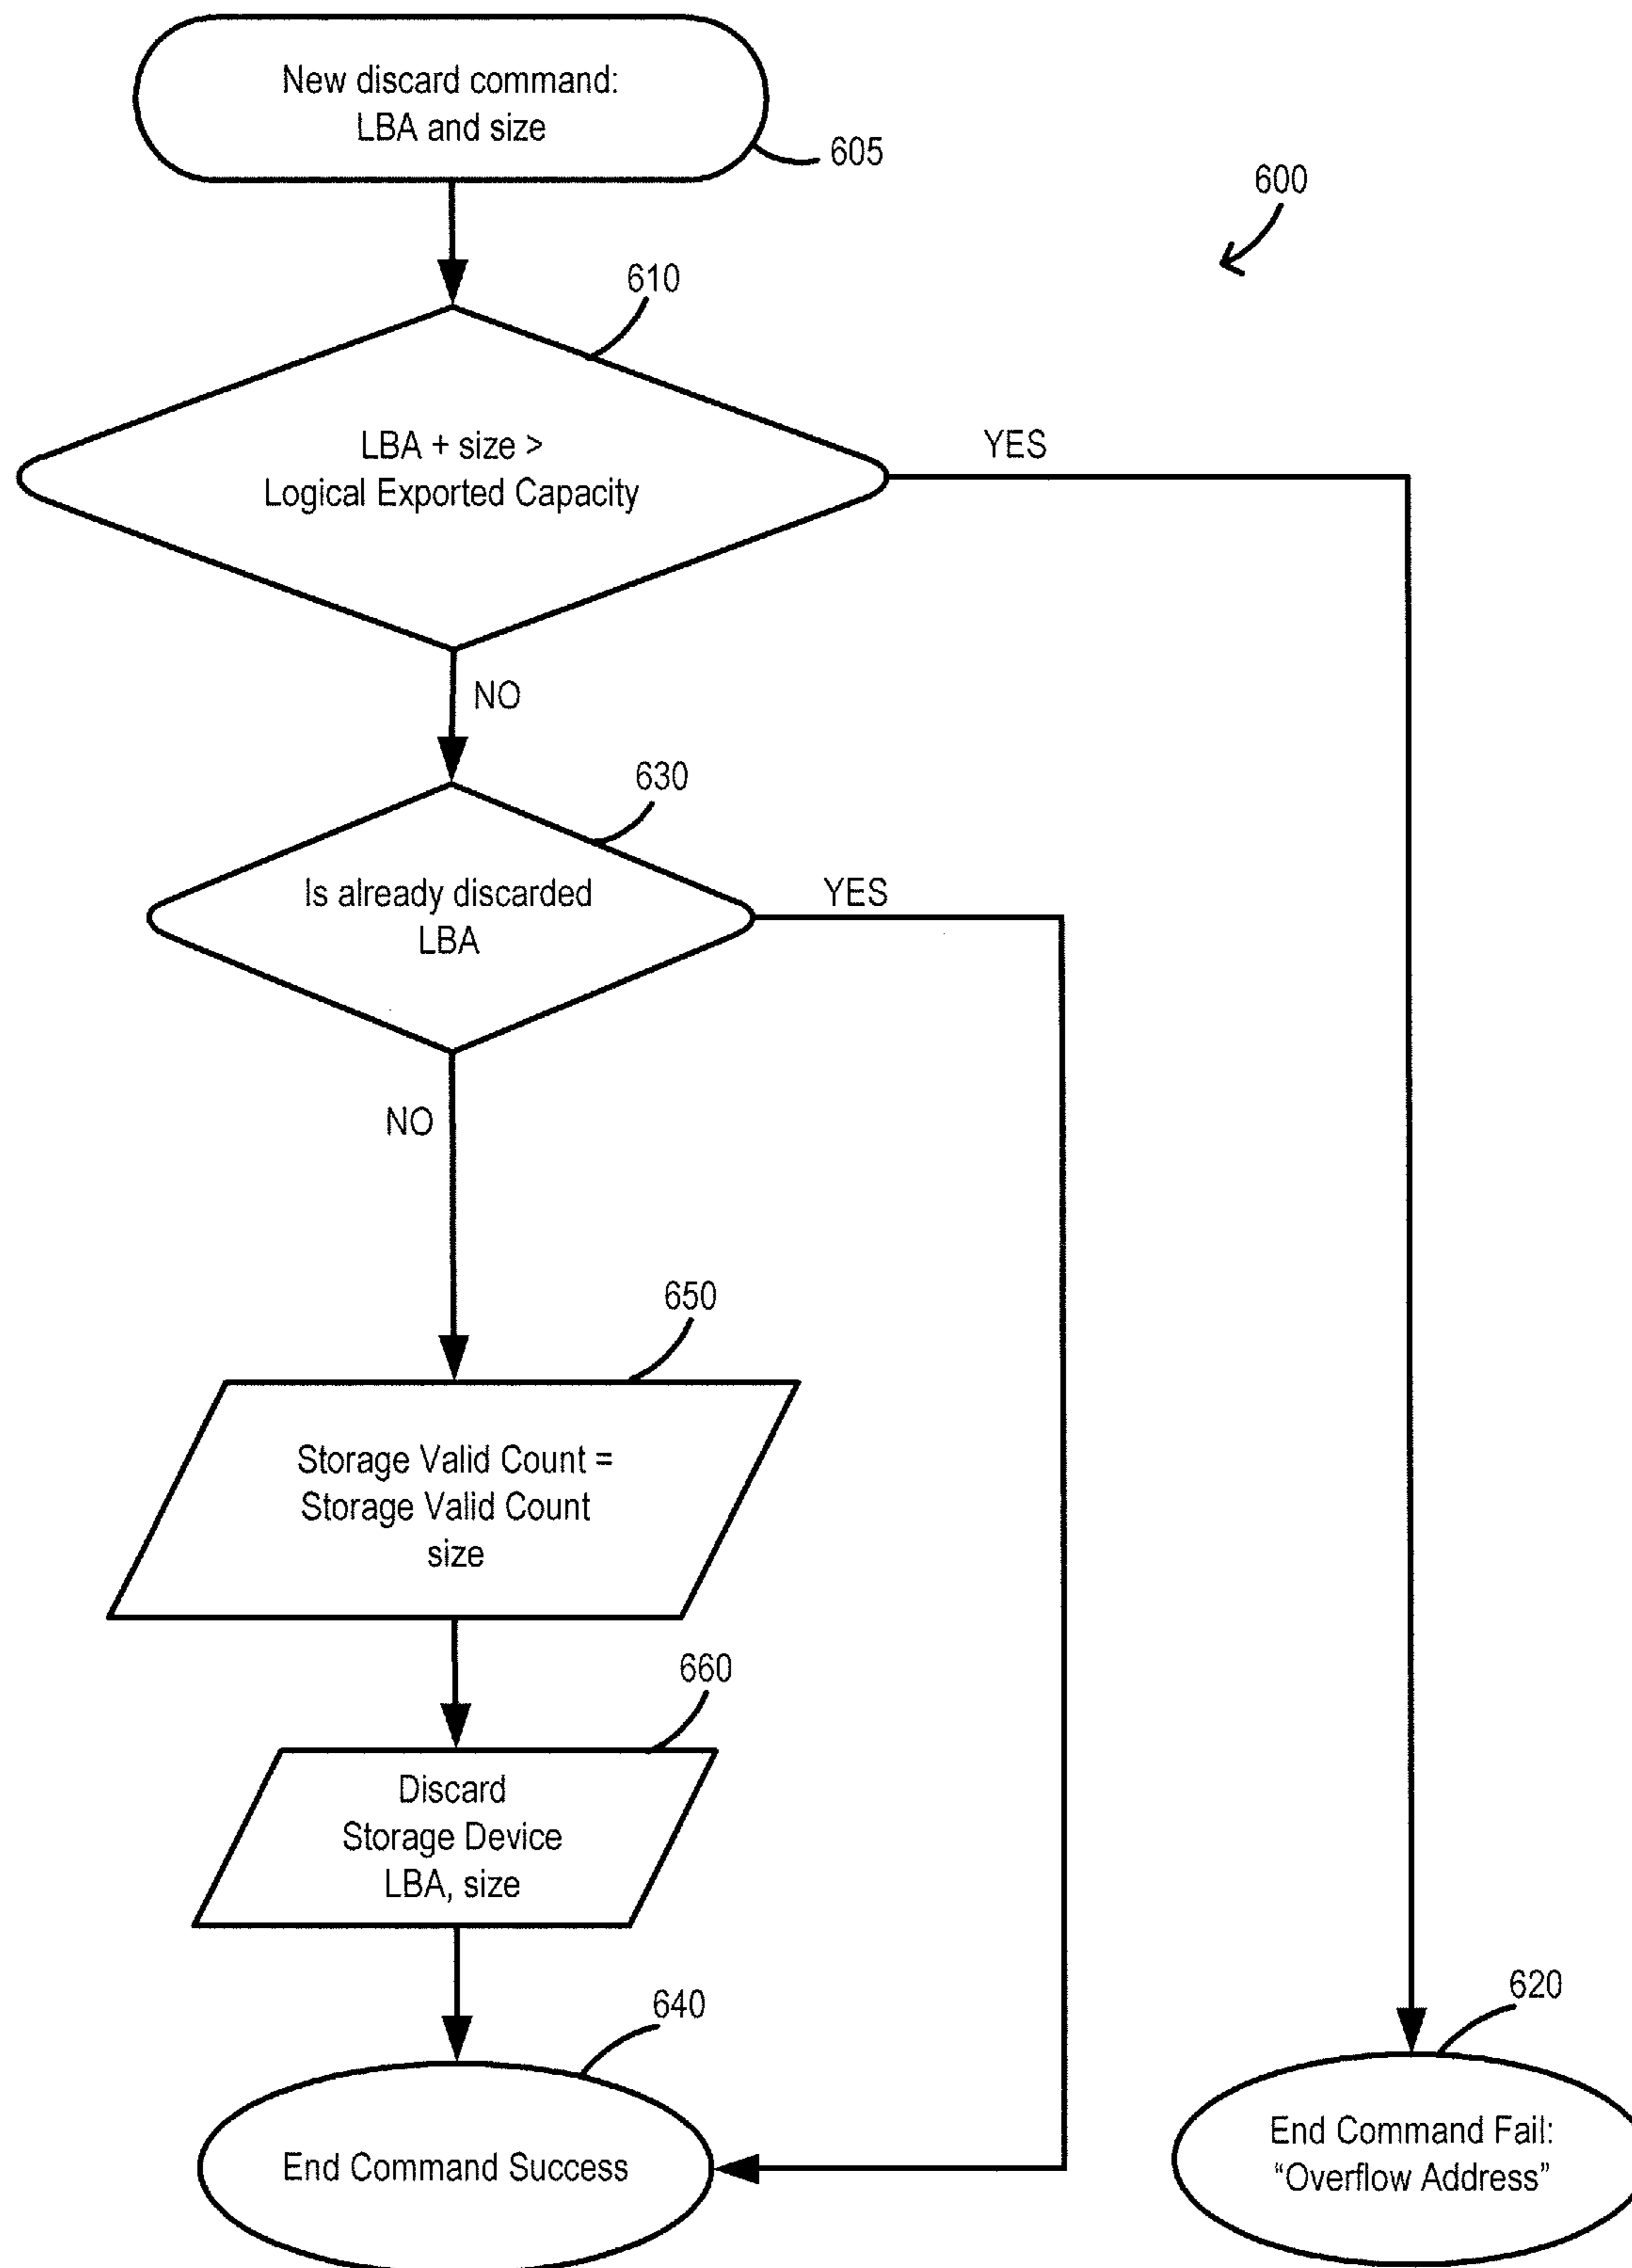 New discard command:
LBA and size
605
600
610
LBA + size >
Logical Exported Capacity
YES
NO
630
Is already discarded
LBA
YES
NO
650
Storage Valid Count =
Storage Valid Count
size
660
Discard
Storage Device
LBA, size
640
End Command Success
620
End Command Fail:
“Overflow Address”